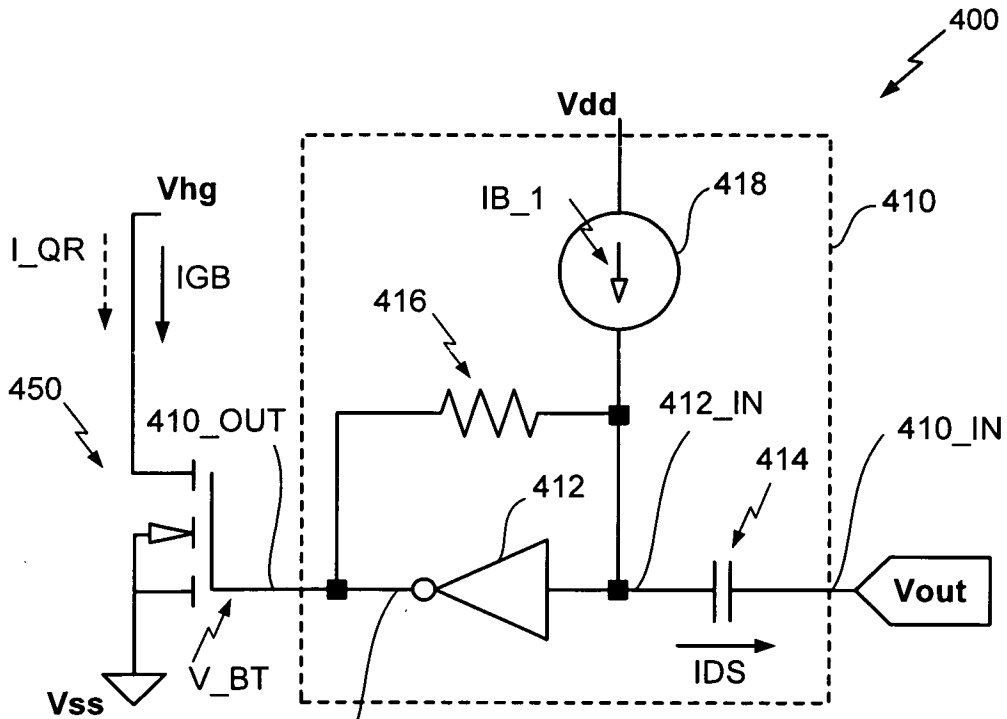 400
Vdd
418
410
IB_1
Vhg
I_QR
IGB
416
450
410_OUT
412_IN
410_IN
414
412
Vout
V_BT
IDS
Vss